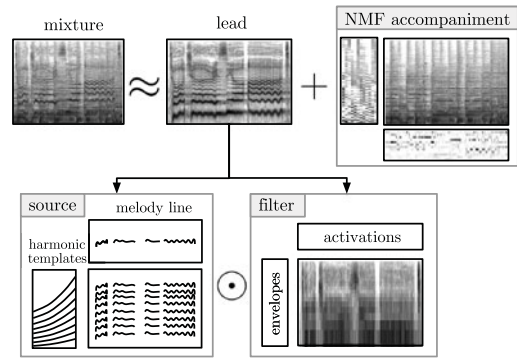 mixture
lead
NMF accompaniment
≈
+
source
melody line
harmonic
templates
filter
activations
envelopes